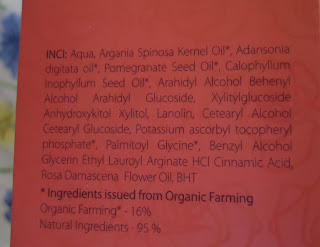 INCI: Aqua, Argania Spinosa Kernel Oil*, Adansonia
digitata oil*, Pomegranate Seed Oil*, Calophyllum
Inophyllum Seed Oil*, Arahidyl Alcohol Behenyl
Alcohol Arahidyl Glucoside, Xylitylglucoside
Anhydroxykitol Xylitol, Lanolin, Cetearyl Alcohol
Cetearyl Glucoside, Potassium ascorbyl tocopheryl
phosphate*, Palmitoyl Glycine*, Benzyl Alcohol
Glycerin Ethyl Lauroyl Arginate HCl Cinnamic Acid,
Rosa Damascena Flower Oil, BHT
* Ingredients issued from Organic Farming
Organic Farming* - 16%
Natural Ingredients - 95 %